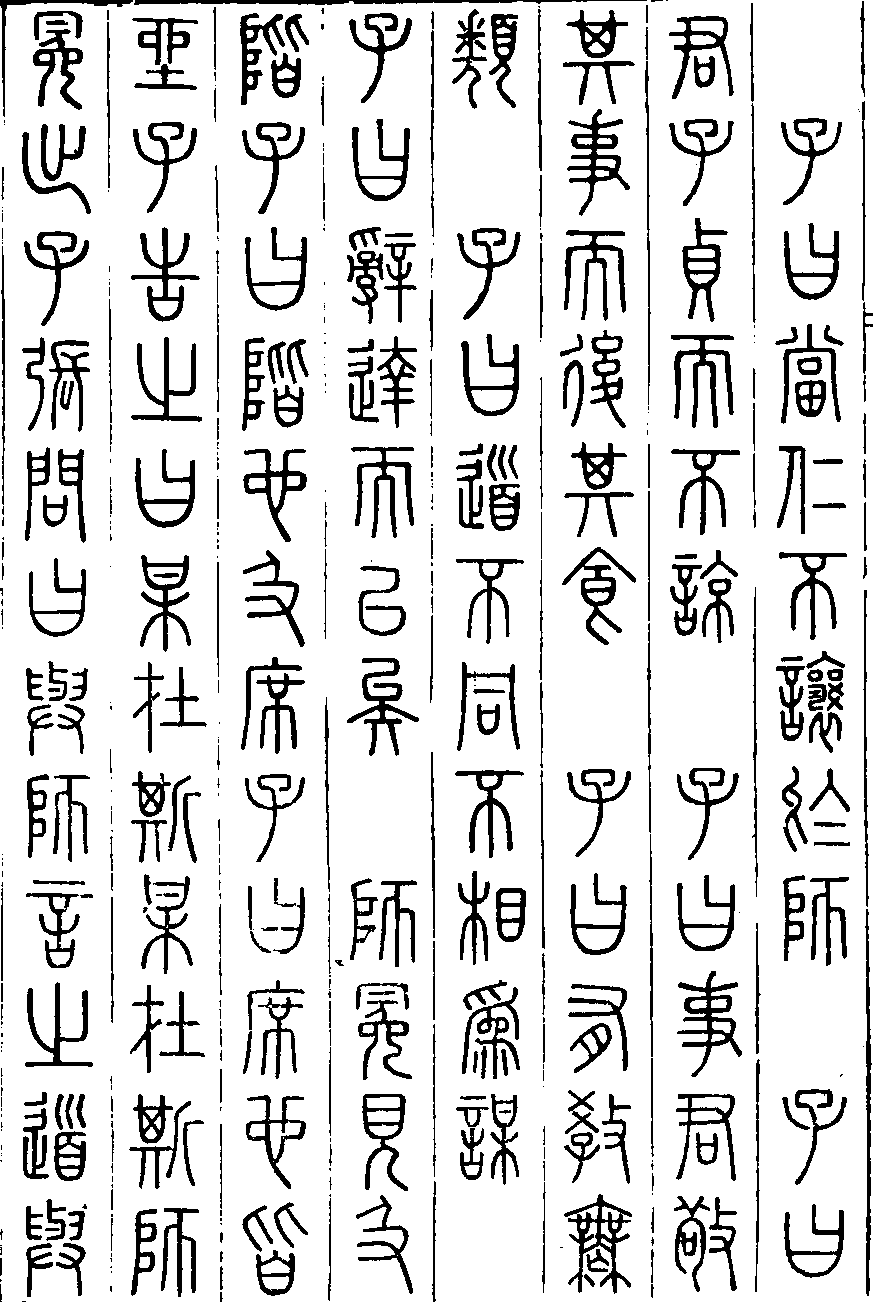 子曰當仁不讓於師　子曰
君子貞而不諒　子曰事君敬
其事而後其食　子曰有教無
類　子曰道不同不相為謀
子曰辭達而已矣　師冕見及
階子曰階也及席子曰席也皆
坐子告之曰某在斯某在斯師
冕出子張問曰與師言之道與